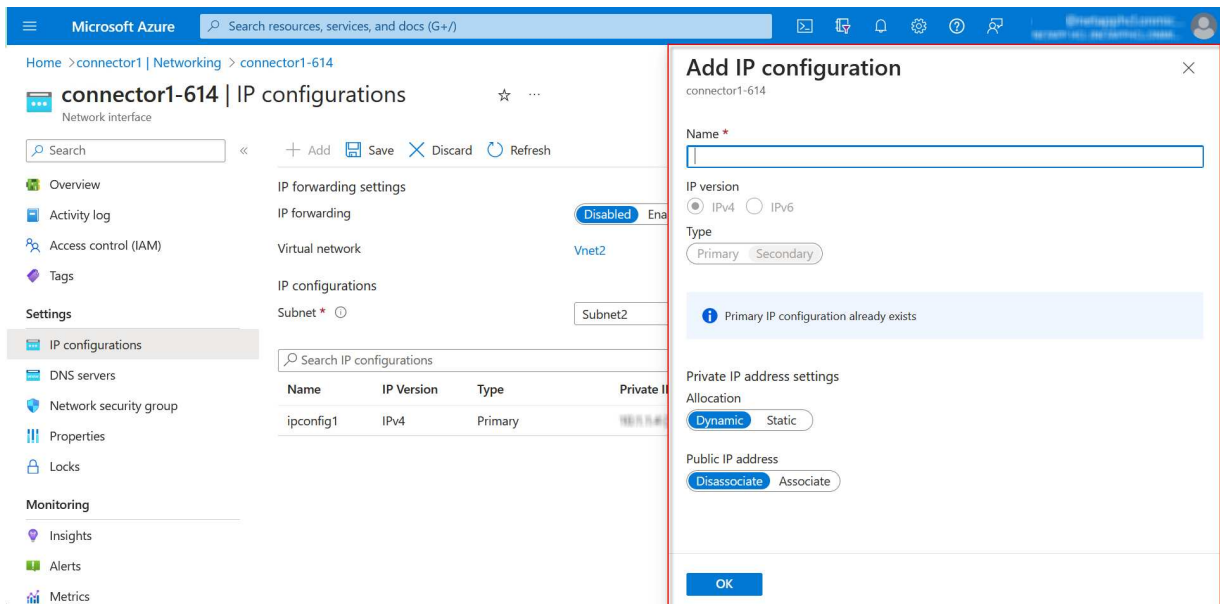 Microsoft Azure
Search resources, services, and docs (G+/)
Home > connector1 | Networking > connector1-614
connector1-614 | IP configurations
Network interface
Search
Add Save Discard Refresh
Overview
Activity log
Access control (IAM)
Tags
Settings
IP configurations
DNS servers
Network security group
Properties
Locks
Monitoring
Insights
Alerts
Metrics
IP forwarding settings
IP forwarding Disabled Ena
Virtual network Vnet2
IP configurations
Subnet * Subnet2
Search IP configurations
Name IP Version Type Private I
ipconfig1 IPv4 Primary
Add IP configuration
connector1-614
Name *
IP version
IPv4 IPv6
Type
Primary Secondary
Primary IP configuration already exists
Private IP address settings
Allocation
Dynamic Static
Public IP address
Disassociate Associate
OK